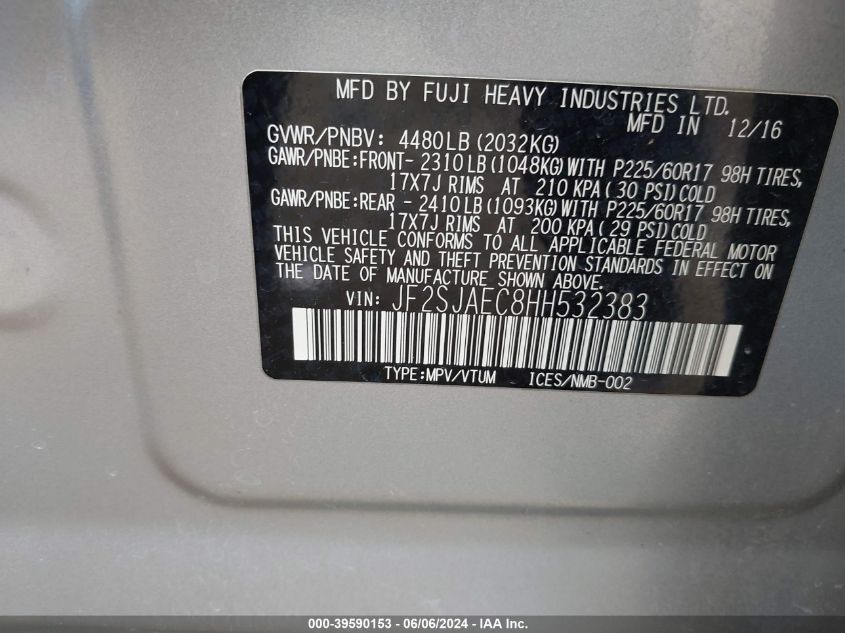 MFD BY FUJI HEAVY INDUSTRIES LTD.
MFD IN 12/16
GVWR/PNBV: 4480LB(2032KG)
GAWR/PNBE:FRONT- 2310LB(1048KG)WITH P225/60R17 98H TIRES,
17X7J RIMS AT 210 KPA(30 PSI)COLD
GAWR/PNBE:REAR - 2410LB(1093KG)WITH P225/60R17 98H TIRES,
17X7J RIMS AT 200 KPA(29 PSI)COLD
THIS VEHICLE CONFORMS TO ALL APPLICABLE FEDERAL MOTOR
VEHICLE SAFETY AND THEFT PREVENTION STANDARDS IN EFFECT ON
THE DATE OF MANUFACTURE SHOWN ABOVE.
VIN: JF2SJAEC8HH532383
TYPE:MPV/VTUM ICES/NMB-002
000-39590153 - 06/06/2024 - IAA Inc.